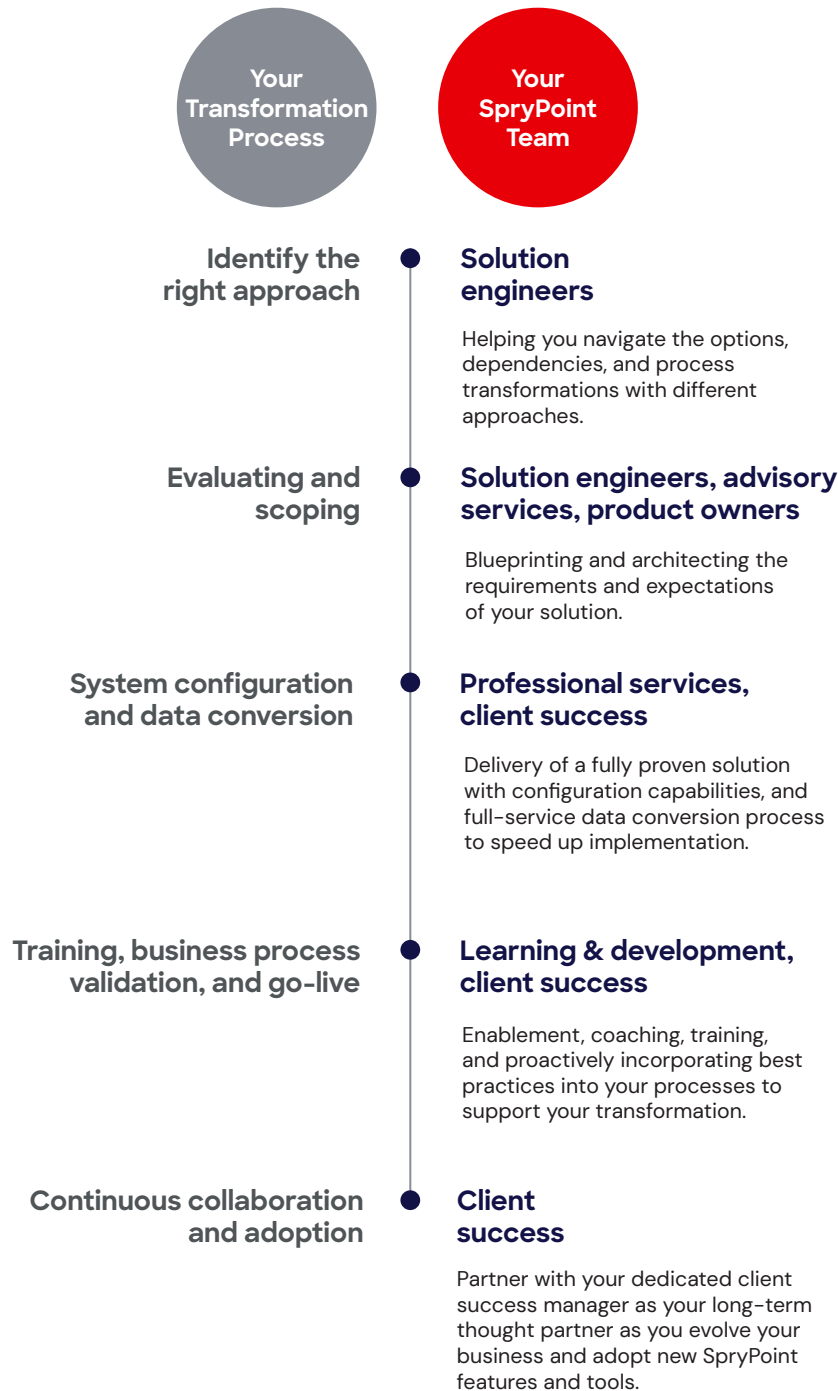 Your
Transformation
Process
Your
SpryPoint
Team
Identify the
right approach
Solution
engineers
Helping you navigate the options,
dependencies, and process
transformations with different
approaches.
Evaluating and
scoping
Solution engineers, advisory
services, product owners
Blueprinting and architecting the
requirements and expectations
of your solution.
System configuration
and data conversion
Professional services,
client success
Delivery of a fully proven solution
with configuration capabilities, and
full-service data conversion process
to speed up implementation.
Training, business process
validation, and go-live
Learning & development,
client success
Enablement, coaching, training,
and proactively incorporating best
practices into your processes to
support your transformation.
Continuous collaboration
and adoption
Client
success
Partner with your dedicated client
success manager as your long-term
thought partner as you evolve your
business and adopt new SpryPoint
features and tools.